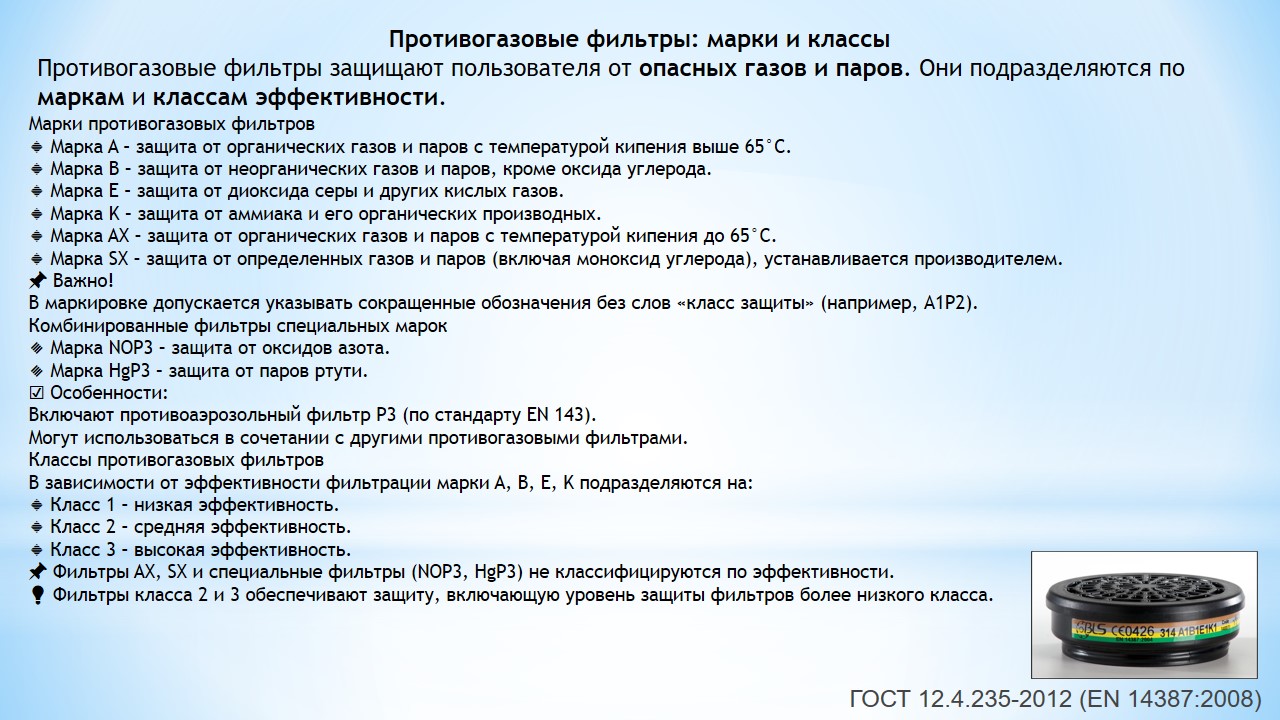 Противогазовые фильтры: марки и классы
Противогазовые фильтры защищают пользователя от опасных газов и паров. Они подразделяются по
маркам и классам эффективности.
Марки противогазовых фильтров
Марка A – защита от органических газов и паров с температурой кипения выше 65°C.
Марка B – защита от неорганических газов и паров, кроме оксида углерода.
Марка E – защита от диоксида серы и других кислых газов.
Марка K – защита от аммиака и его органических производных.
Марка AX – защита от органических газов и паров с температурой кипения до 65°C.
Марка SX – защита от определенных газов и паров (включая моноксид углерода), устанавливается производителем.
📌 Важно!
В маркировке допускается указывать сокращенные обозначения без слов «класс защиты» (например, A1P2).
Комбинированные фильтры специальных марок
Марка NOP3 – защита от оксидов азота.
Марка HgP3 – защита от паров ртути.
☑ Особенности:
Включают противоаэрозольный фильтр P3 (по стандарту EN 143).
Могут использоваться в сочетании с другими противогазовыми фильтрами.
Классы противогазовых фильтров
В зависимости от эффективности фильтрации марки A, B, E, K подразделяются на:
Класс 1 – низкая эффективность.
Класс 2 – средняя эффективность.
Класс 3 – высокая эффективность.
📌 Фильтры AX, SX и специальные фильтры (NOP3, HgP3) не классифицируются по эффективности.
💡 Фильтры класса 2 и 3 обеспечивают защиту, включающую уровень защиты фильтров более низкого класса.
BLS CE0426 314 A1B1E1K1
ГОСТ 12.4.235-2012 (EN 14387:2008)